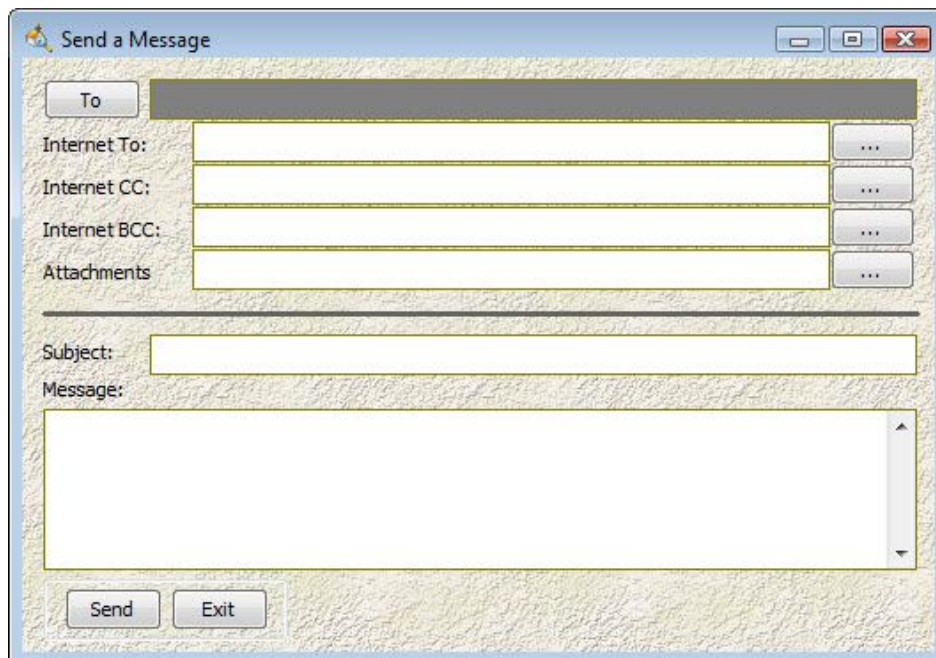 Send a Message
To
Internet To: ...
Internet CC: ...
Internet BCC: ...
Attachments ...
Subject:
Message:
Send Exit